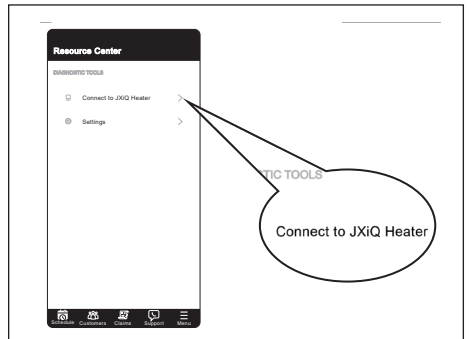 Resource Center
DIAGNOSTIC TOOLS
Connect to JXiQ Heater
Settings
TIC TOOLS
Connect to JXiQ Heater
Schedule Customers Claims Support Menu